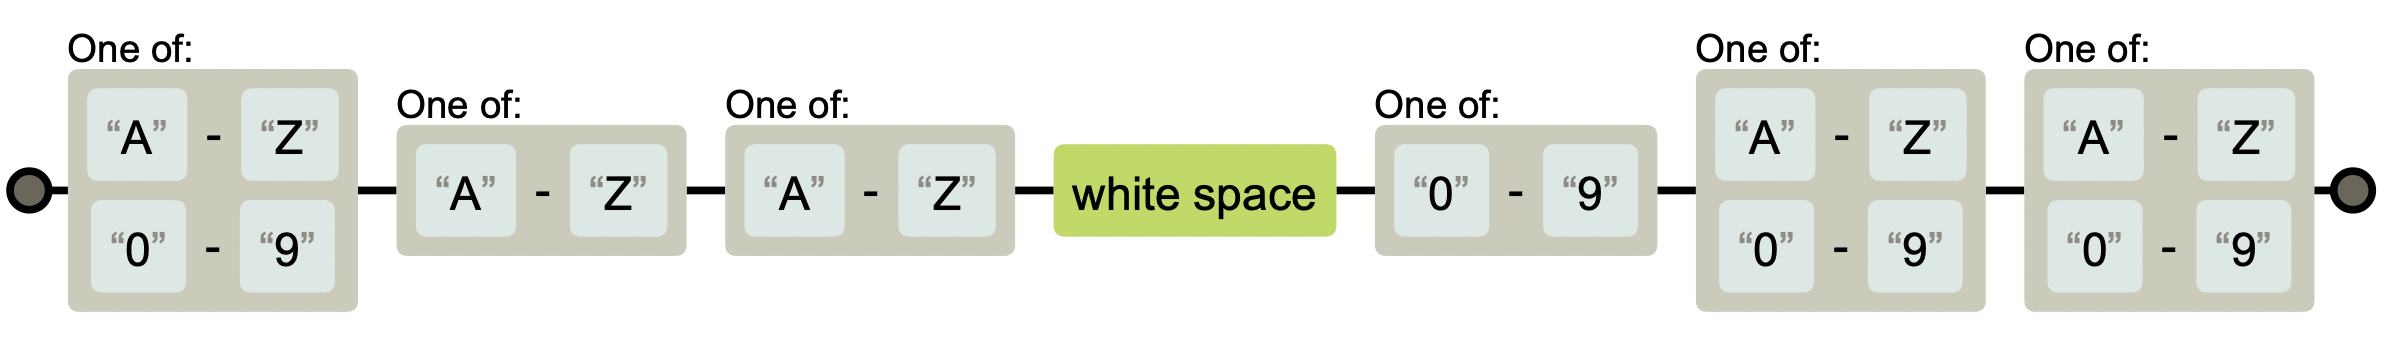 One of:
“A” - “Z”
“0” - “9”
One of:
“A” - “Z”
One of:
“A” - “Z”
white space
One of:
“0” - “9”
One of:
“A” - “Z”
“0” - “9”
One of:
“A” - “Z”
“0” - “9”